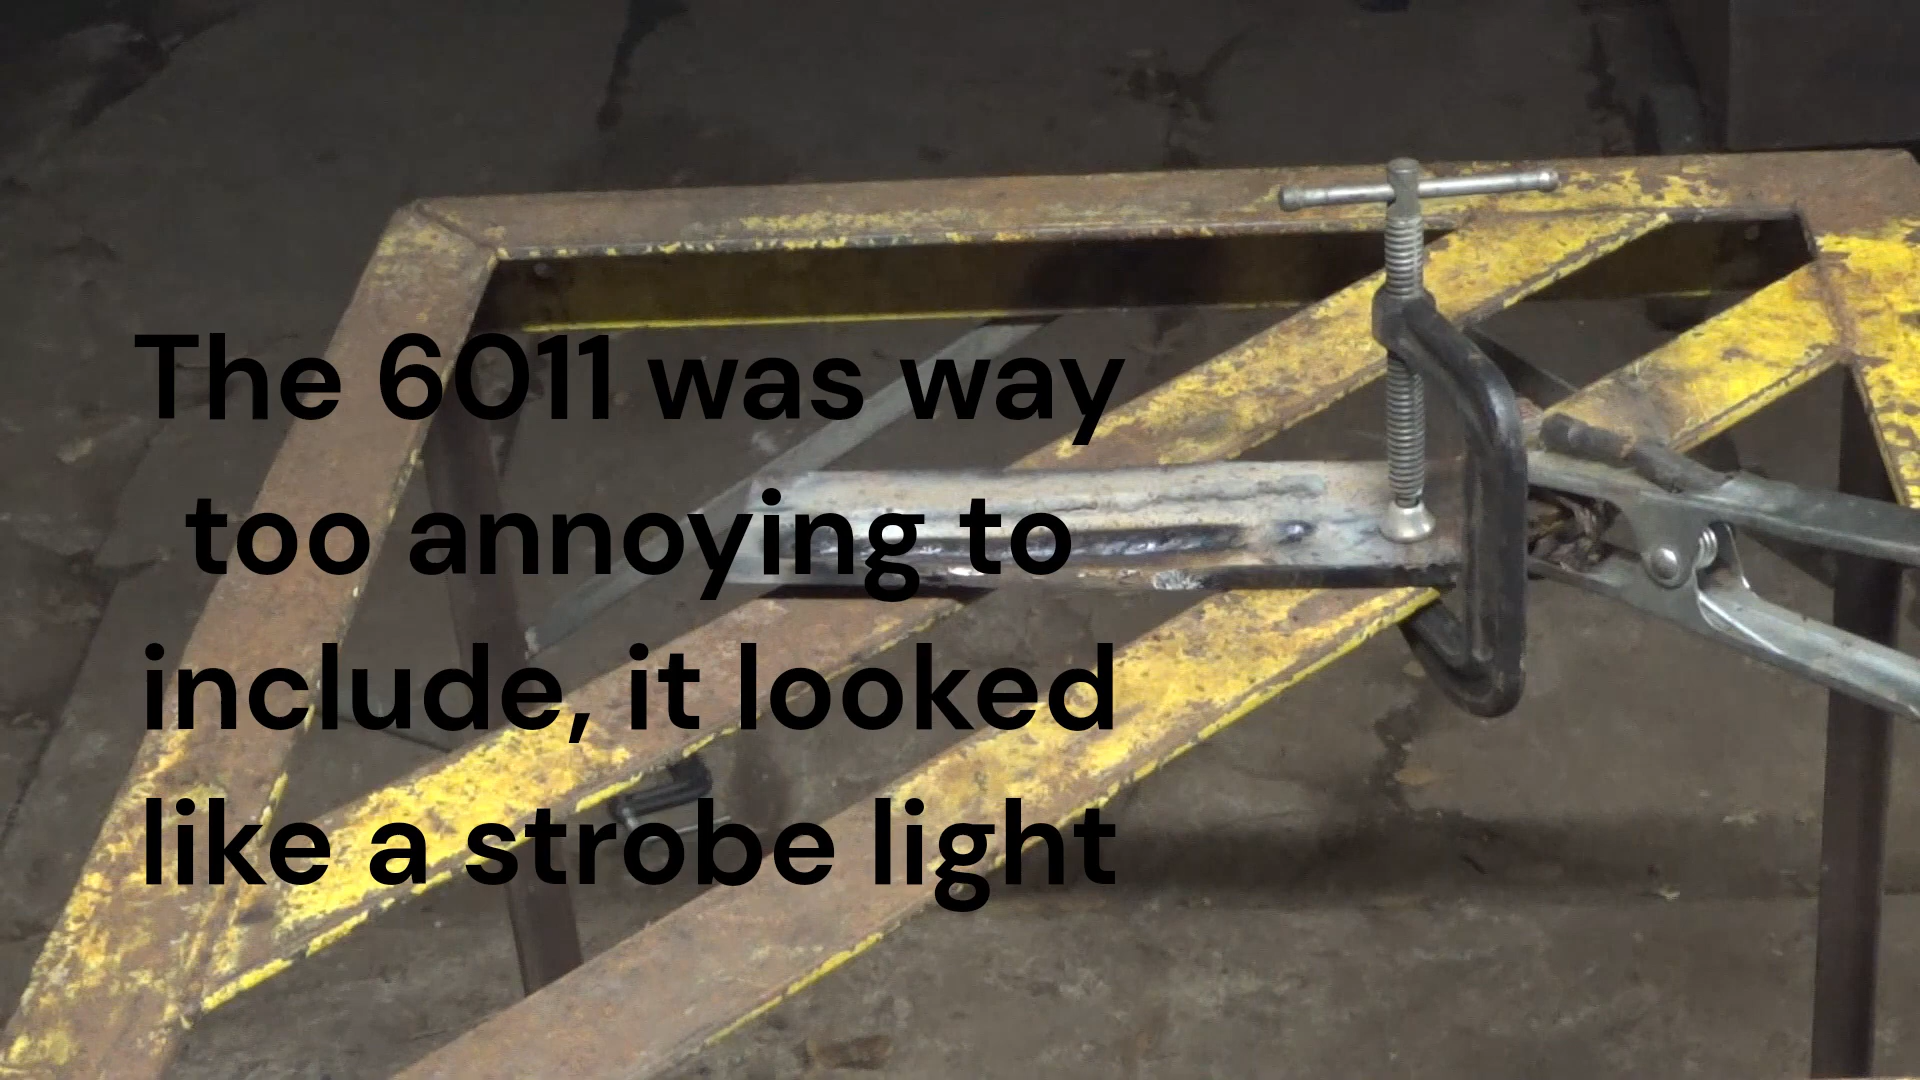 The 6011 was way
too annoying to
include, it looked
like a strobe light